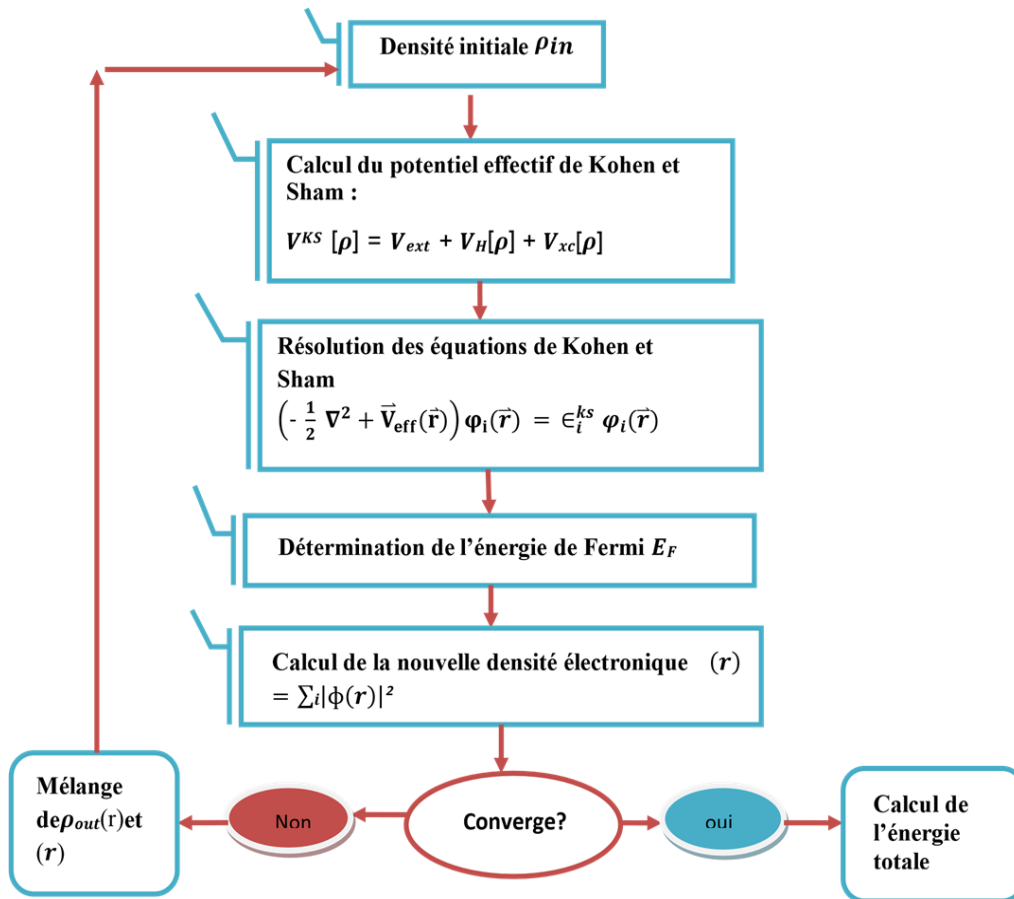 Densité initiale ρin
Calcul du potentiel effectif de Kohen et
Sham :
V^KS [ρ] = V_ext + V_H[ρ] + V_xc[ρ]
Résolution des équations de Kohen et
Sham
(- 1/2 ∇² + V⃗_eff(r⃗)) φ_i(r⃗) = ∈_i^ks φ_i(r⃗)
Détermination de l’énergie de Fermi E_F
Calcul de la nouvelle densité électronique (r)
= ∑i|ϕ(r)|²
Converge?
Non
oui
Mélange
deρ_out(r)et
(r)
Calcul de
l’énergie
totale